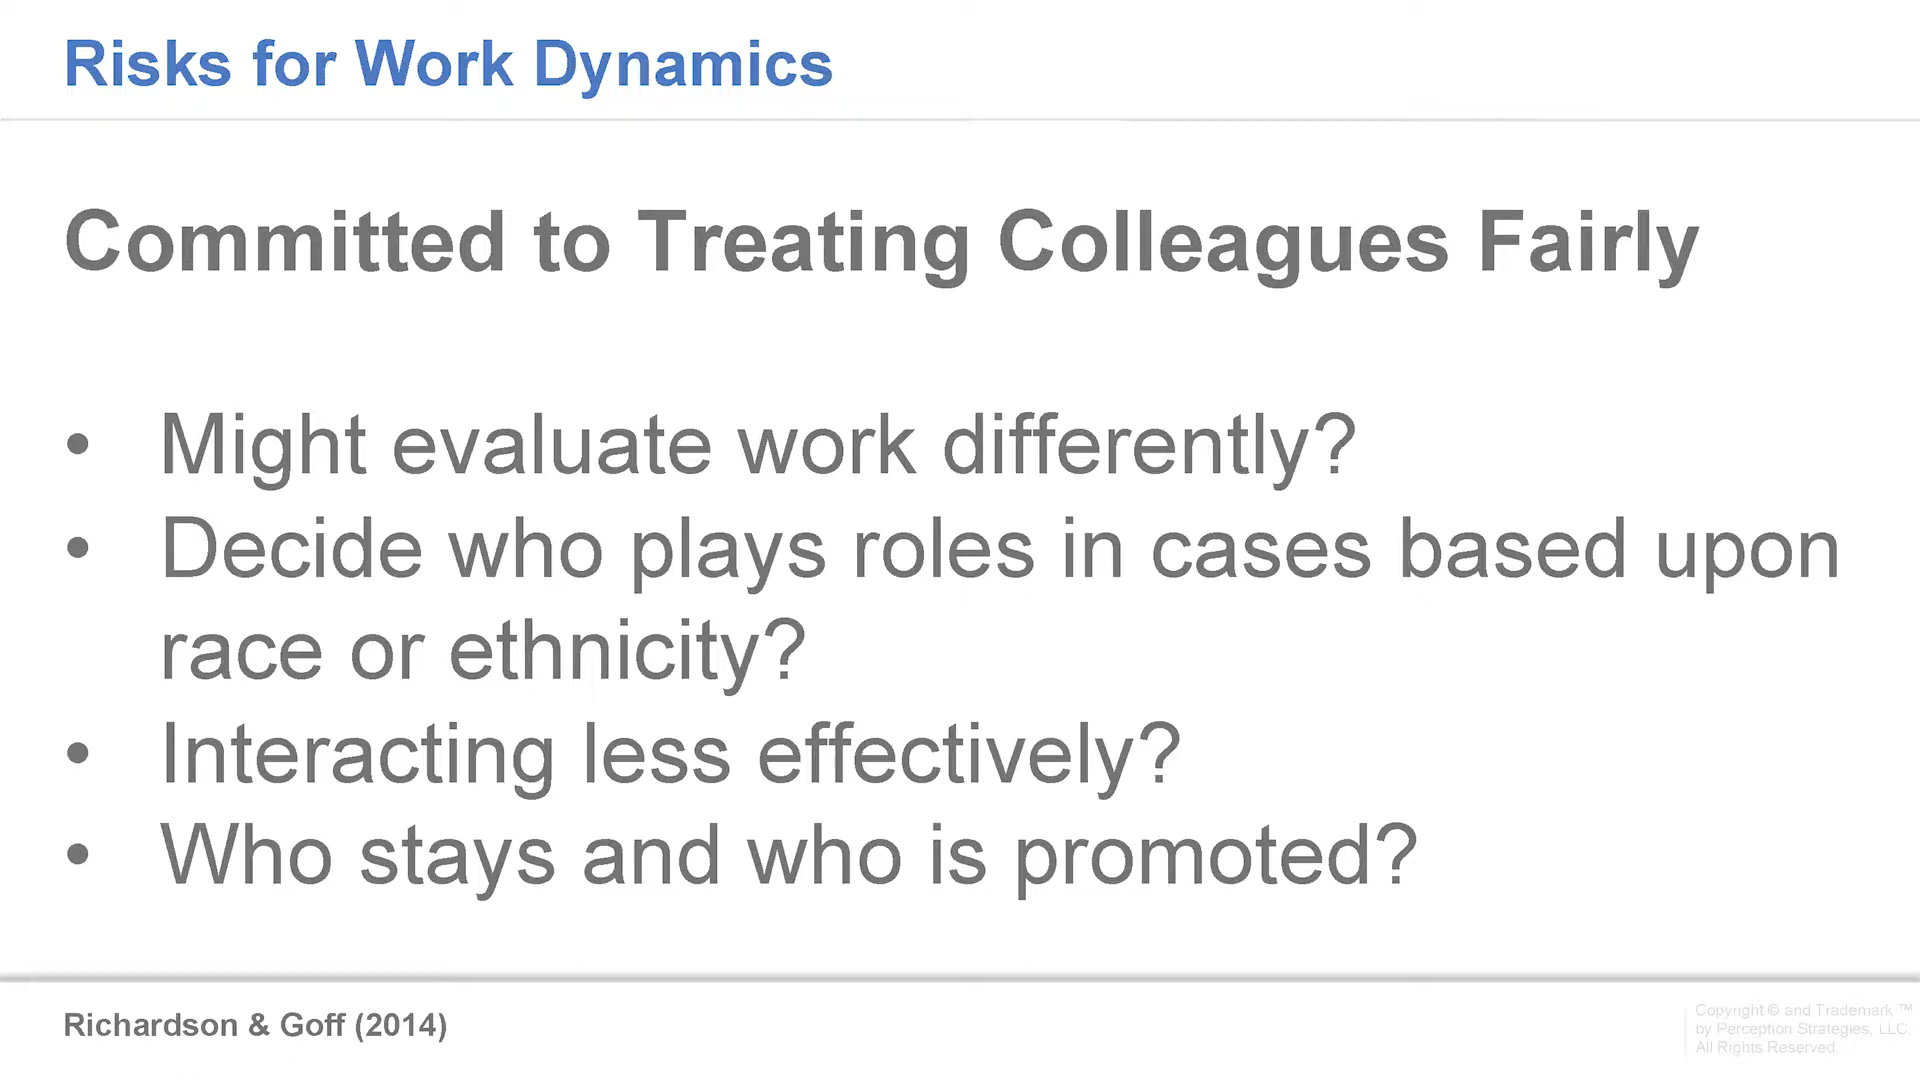 Risks for Work Dynamics
Committed to Treating Colleagues Fairly
• Might evaluate work differently?
• Decide who plays roles in cases based upon
race or ethnicity?
• Interacting less effectively?
• Who stays and who is promoted?
Richardson & Goff (2014)
Copyright © and Trademark ™
by Perception Strategies, LLC.
All Rights Reserved.